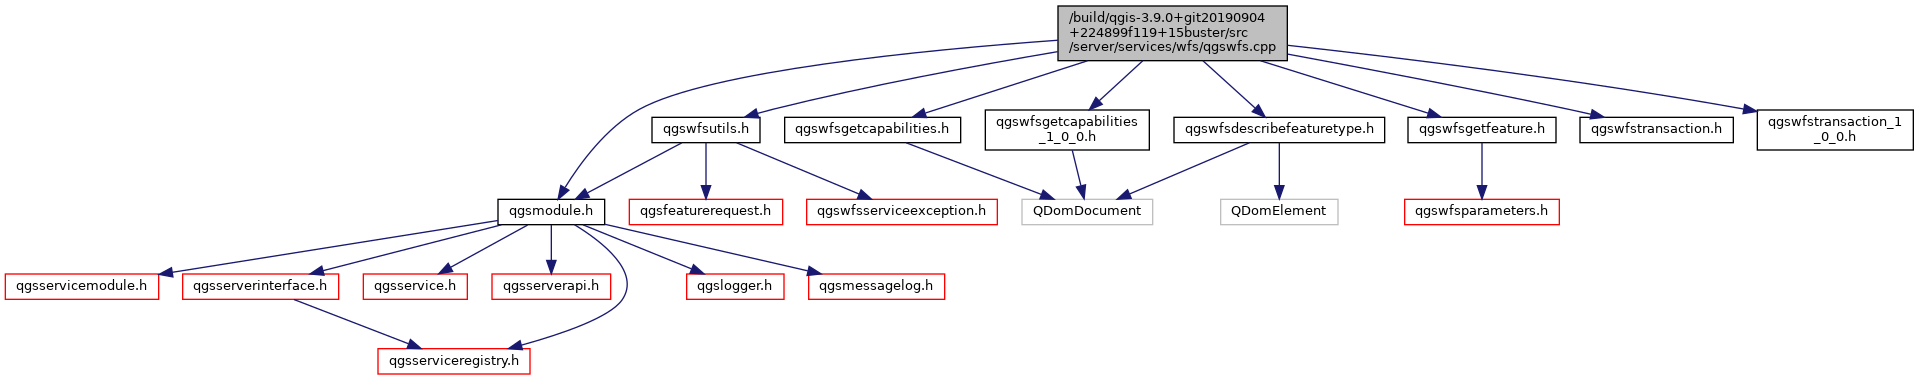 /build/qgis-3.9.0+git20190904
+224899f119+15buster/src
/server/services/wfs/qgswfs.cpp
qgswfsutils.h
qgswfsgetcapabilities.h
qgswfsgetcapabilities
_1_0_0.h
qgswfsdescribefeaturetype.h
qgswfsgetfeature.h
qgswfstransaction.h
qgswfstransaction_1
_0_0.h
qgsmodule.h
qgsfeaturerequest.h
qgswfsserviceexception.h
QDomDocument
QDomElement
qgswfsparameters.h
qgsservicemodule.h
qgsserverinterface.h
qgsservice.h
qgsserverapi.h
qgslogger.h
qgsmessagelog.h
qgsserviceregistry.h